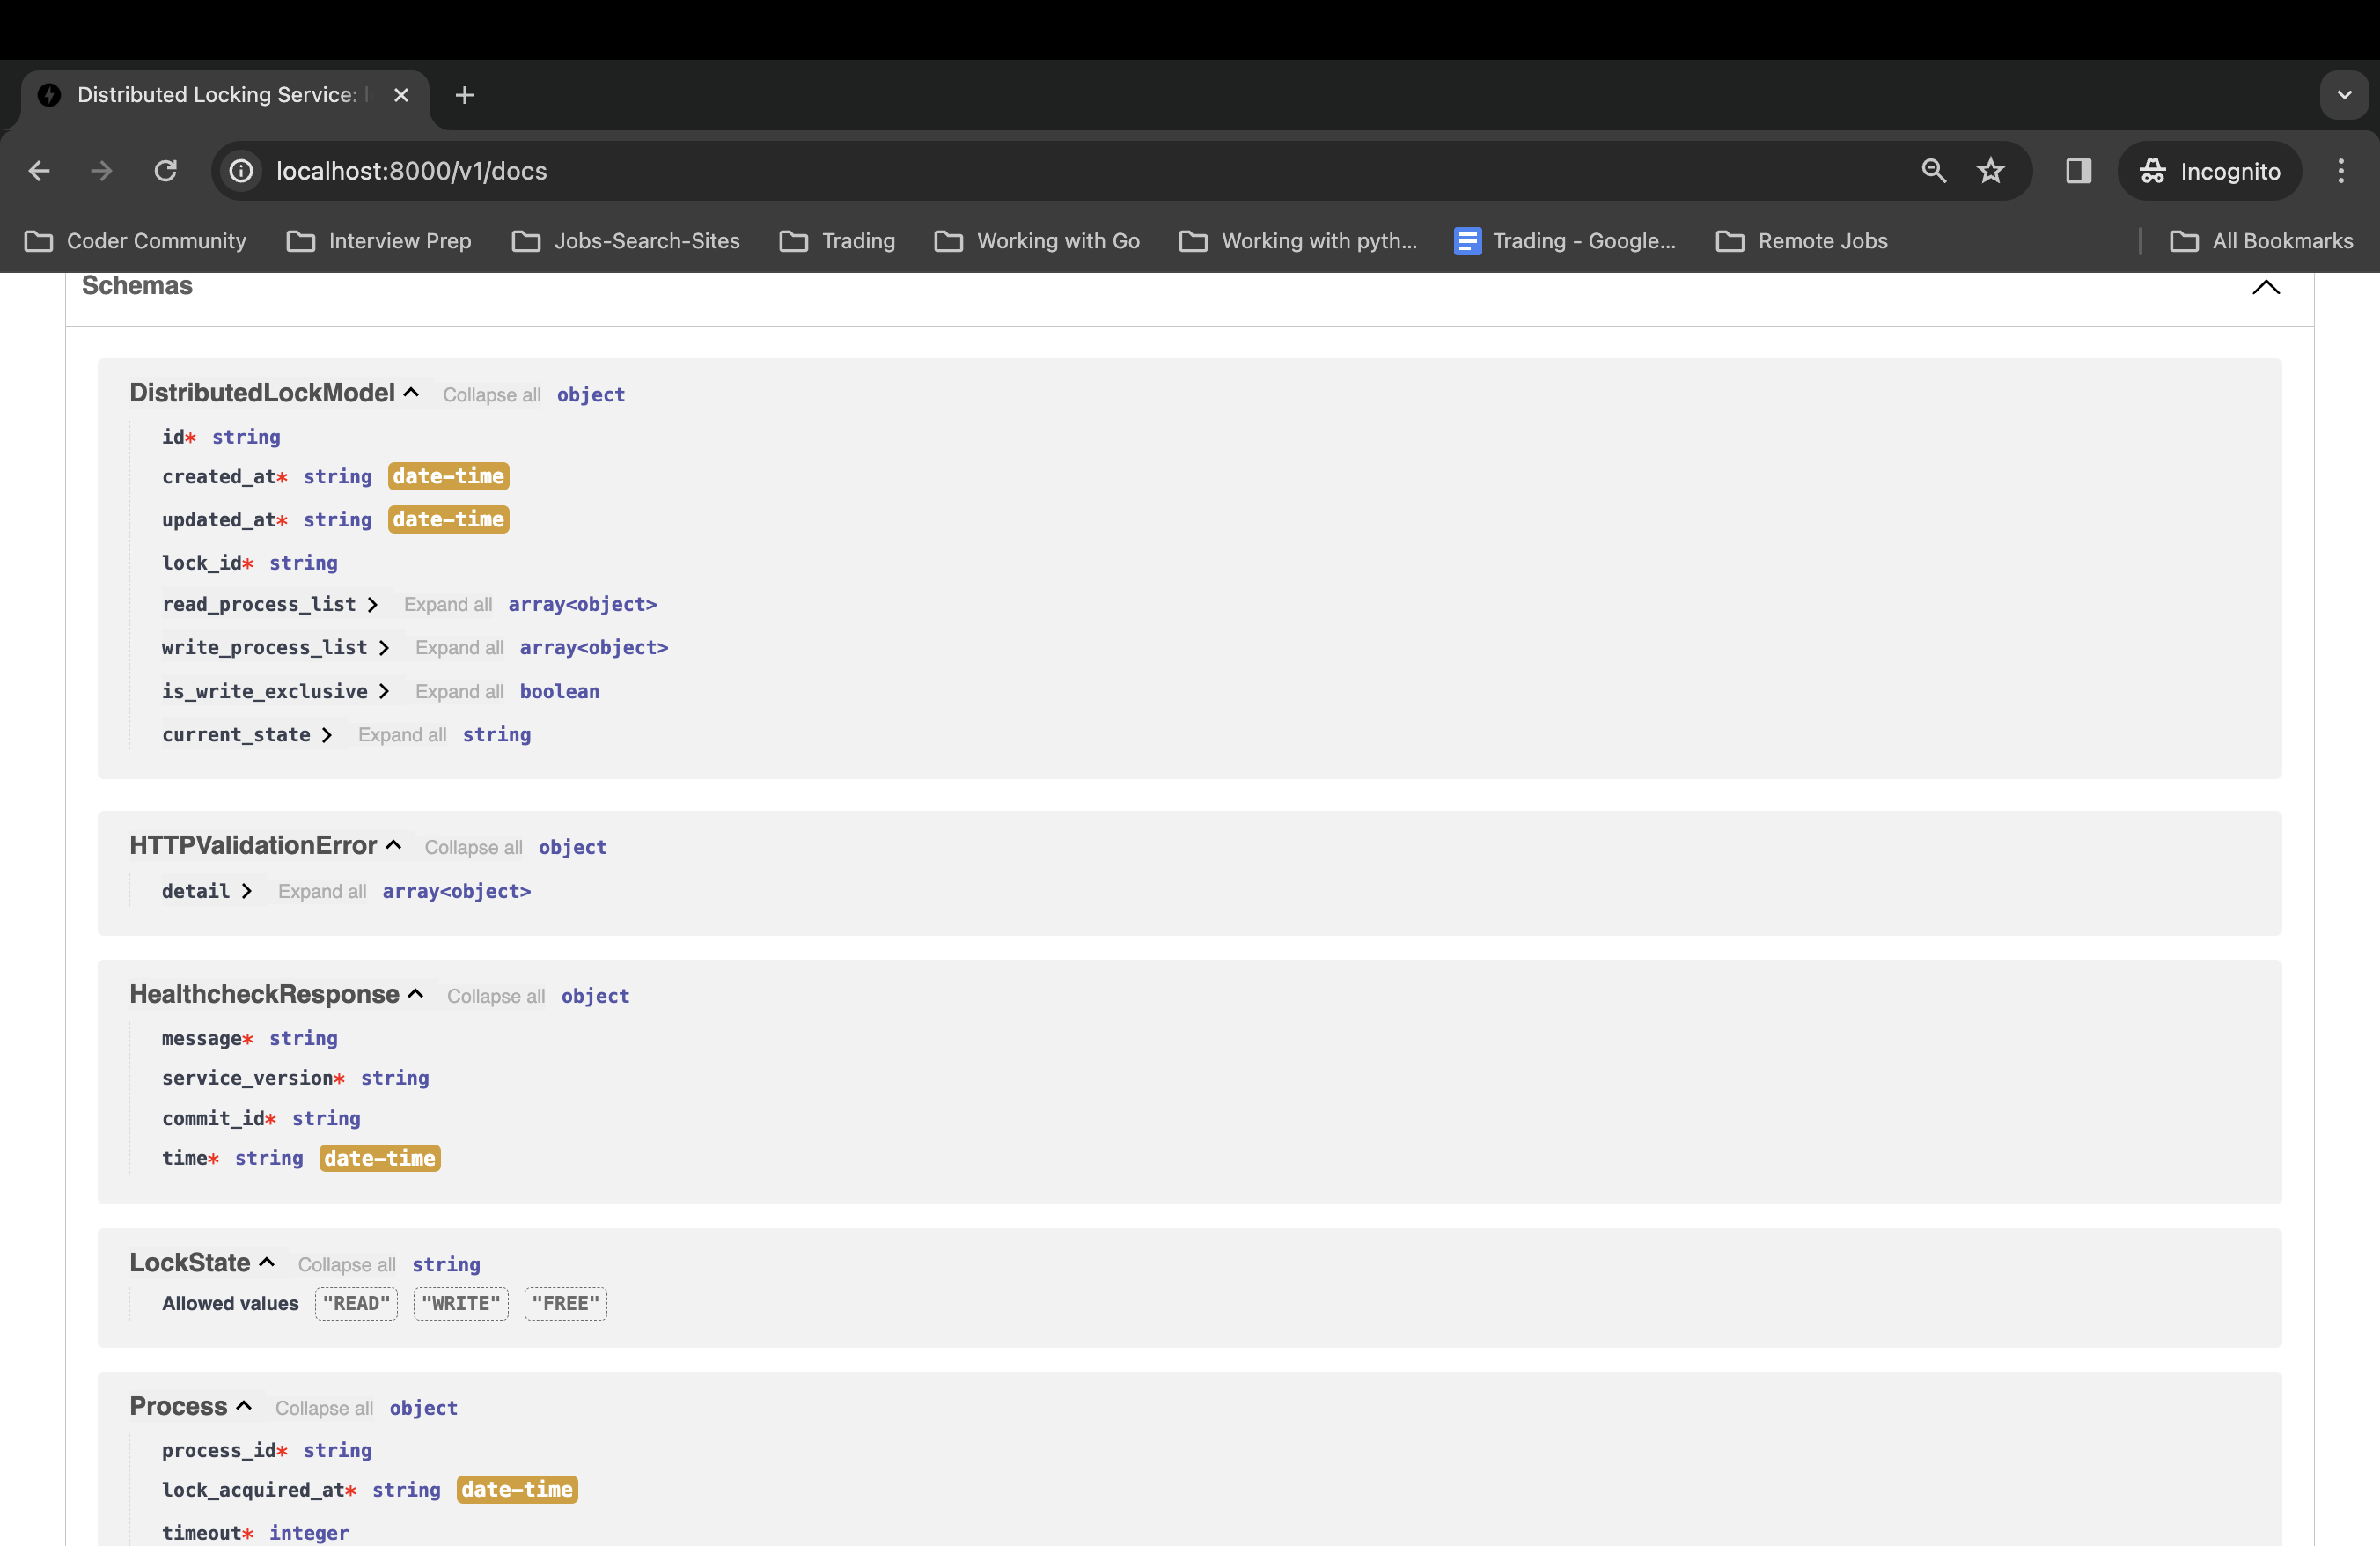 Distributed Locking Service:
localhost:8000/v1/docs
Incognito
Coder Community Interview Prep Jobs-Search-Sites Trading Working with Go Working with pyth... Trading - Google... Remote Jobs All Bookmarks
Schemas
DistributedLockModel Collapse all object
id* string
created_at* string date-time
updated_at* string date-time
lock_id* string
read_process_list Expand all array<object>
write_process_list Expand all array<object>
is_write_exclusive Expand all boolean
current_state Expand all string
HTTPValidationError Collapse all object
detail Expand all array<object>
HealthcheckResponse Collapse all object
message* string
service_version* string
commit_id* string
time* string date-time
LockState Collapse all string
Allowed values "READ" "WRITE" "FREE"
Process Collapse all object
process_id* string
lock_acquired_at* string date-time
timeout* integer